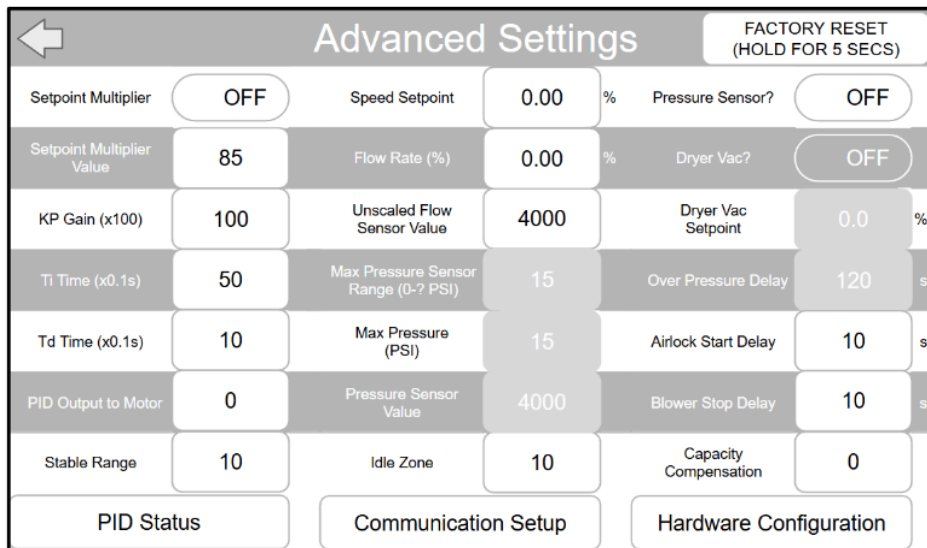 Advanced Settings
FACTORY RESET
(HOLD FOR 5 SECS)
Setpoint Multiplier
OFF
Speed Setpoint
0.00
%
Pressure Sensor?
OFF
Setpoint Multiplier
Value
85
Flow Rate (%)
0.00
%
Dryer Vac?
OFF
KP Gain (x100)
100
Unscaled Flow
Sensor Value
4000
Dryer Vac
Setpoint
0.0
%
Ti Time (x0.1s)
50
Max Pressure Sensor
Range (0-? PSI)
15
Over Pressure Delay
120
s
Td Time (x0.1s)
10
Max Pressure
(PSI)
15
Airlock Start Delay
10
s
PID Output to Motor
0
Pressure Sensor
Value
4000
Blower Stop Delay
10
s
Stable Range
10
Idle Zone
10
Capacity
Compensation
0
PID Status
Communication Setup
Hardware Configuration